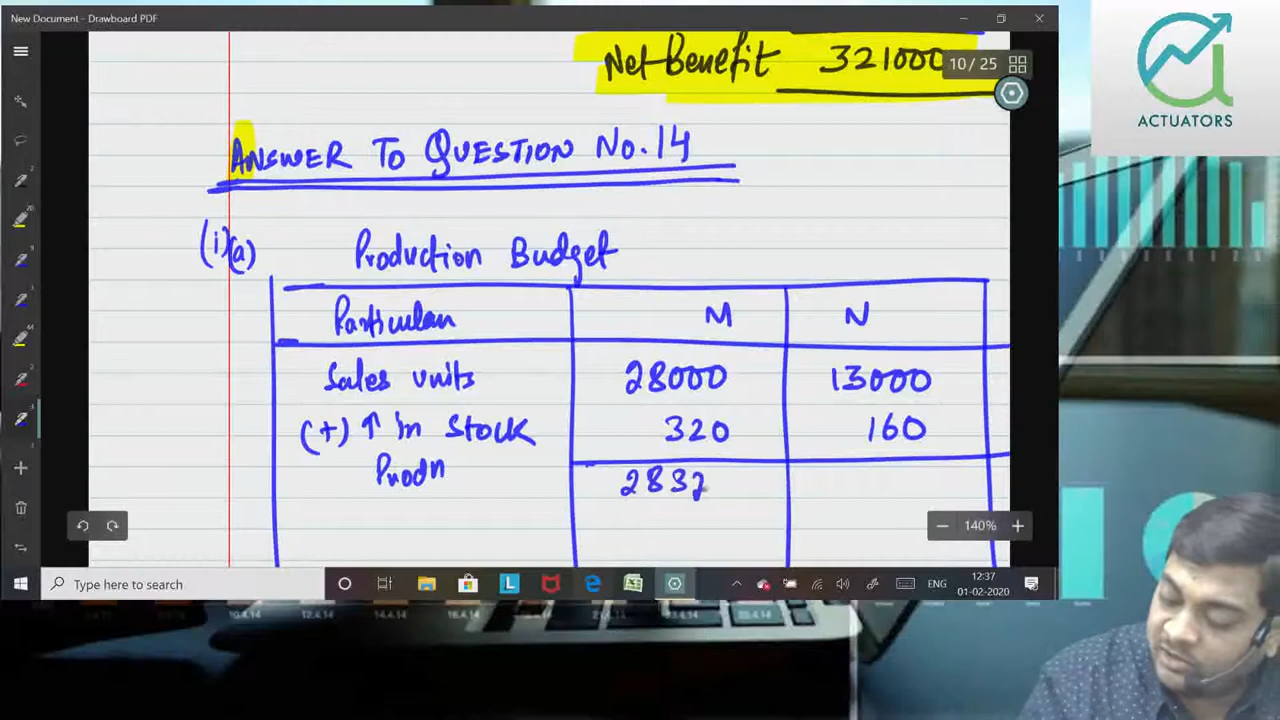 New Document - Drawboard PDF
Net Benefit 321000
10 / 25
ACTUATORS
ANSWER TO QUESTION No. 14
(i)(a) Production Budget
Particulars M N
Sales units 28000 13000
(+) ↑ in Stock 320 160
Prodn 2832
140%
Type here to search
ENG
12:37
01-02-2020